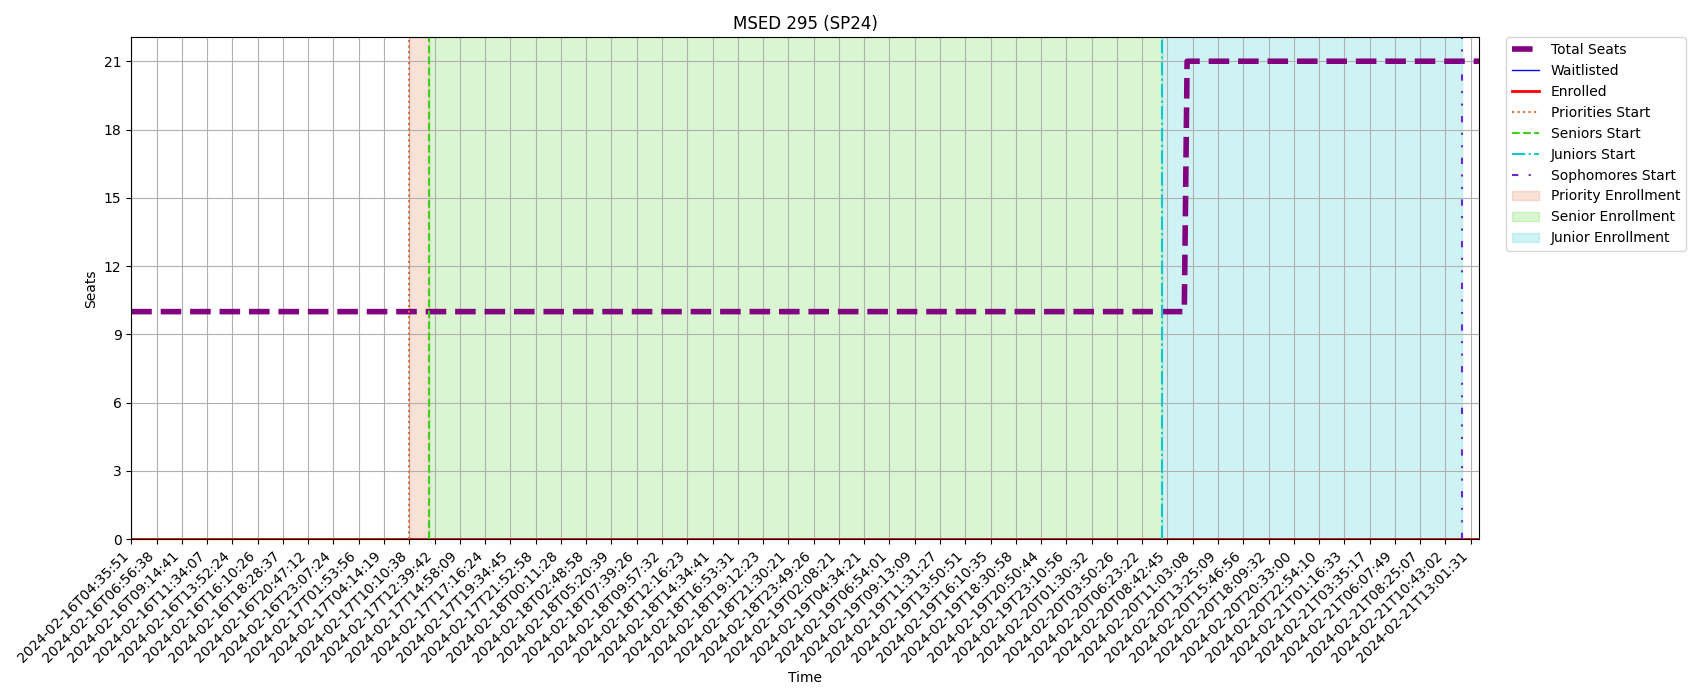 MSED 295 (SP24)
Seats
21
18
15
12
9
6
3
0
2024-02-16T04:35:51
2024-02-16T06:56:38
2024-02-16T09:14:41
2024-02-16T11:34:07
2024-02-16T13:52:24
2024-02-16T16:10:26
2024-02-16T18:28:37
2024-02-16T20:47:12
2024-02-16T23:07:24
2024-02-17T01:53:56
2024-02-17T04:14:19
2024-02-17T10:10:38
2024-02-17T12:39:42
2024-02-17T14:58:09
2024-02-17T17:16:24
2024-02-17T19:34:45
2024-02-17T21:52:58
2024-02-18T00:11:28
2024-02-18T02:48:58
2024-02-18T05:20:39
2024-02-18T07:39:26
2024-02-18T09:57:32
2024-02-18T12:16:23
2024-02-18T14:34:41
2024-02-18T16:53:31
2024-02-18T19:12:23
2024-02-18T21:30:21
2024-02-18T23:49:26
2024-02-19T02:08:21
2024-02-19T04:34:21
2024-02-19T06:54:01
2024-02-19T09:13:09
2024-02-19T11:31:27
2024-02-19T13:50:51
2024-02-19T16:10:35
2024-02-19T18:30:58
2024-02-19T20:50:44
2024-02-19T23:10:56
2024-02-20T01:30:32
2024-02-20T03:50:26
2024-02-20T06:23:22
2024-02-20T08:42:45
2024-02-20T11:03:08
2024-02-20T13:25:09
2024-02-20T15:46:56
2024-02-20T18:09:32
2024-02-20T20:33:00
2024-02-20T22:54:10
2024-02-21T01:16:33
2024-02-21T03:35:17
2024-02-21T06:07:49
2024-02-21T08:25:07
2024-02-21T10:43:02
2024-02-21T13:01:31
Time
Total Seats
Waitlisted
Enrolled
Priorities Start
Seniors Start
Juniors Start
Sophomores Start
Priority Enrollment
Senior Enrollment
Junior Enrollment